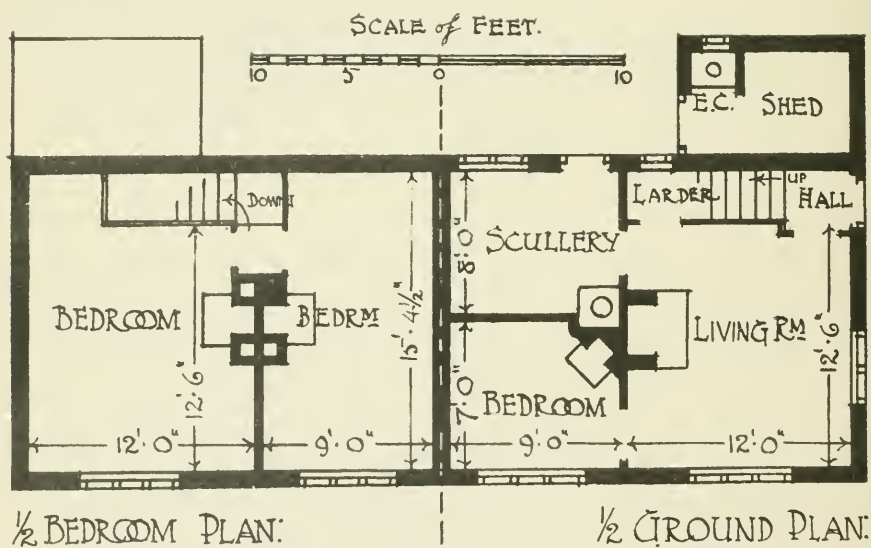 SCALE of FEET.
10 5 0 10
E.C. SHED
DOWN
LARDER UP HALL
SCULLERY
8'·0"
BEDROOM BEDRM
15'·4½"
LIVING RM
12'·6"
12'·6"
7'·0"
BEDROOM
12'·0" 9'·0" 9'·0" 12'·0"
½ BEDROOM PLAN: ½ GROUND PLAN: